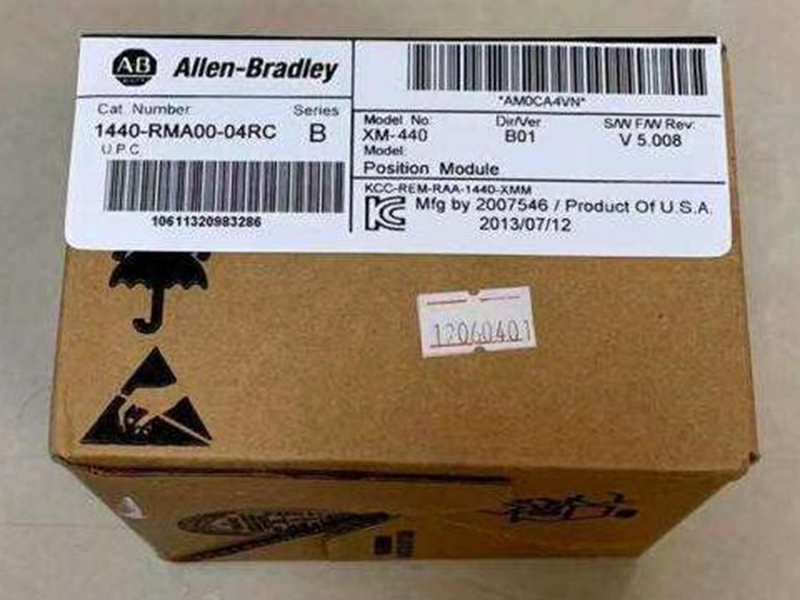 AB
Allen-Bradley
Cat. Number
Series
1440-RMA00-04RC
B
U.P.C.
10611320983286
*AM0CA4VN*
Model No:
Dir/Ver
S/W F/W Rev:
XM-440
B01
V 5.008
Model:
Position Module
KCC-REM-RAA-1440-XMM
Mfg by 2007546 / Product Of U.S.A.
2013/07/12
12060401